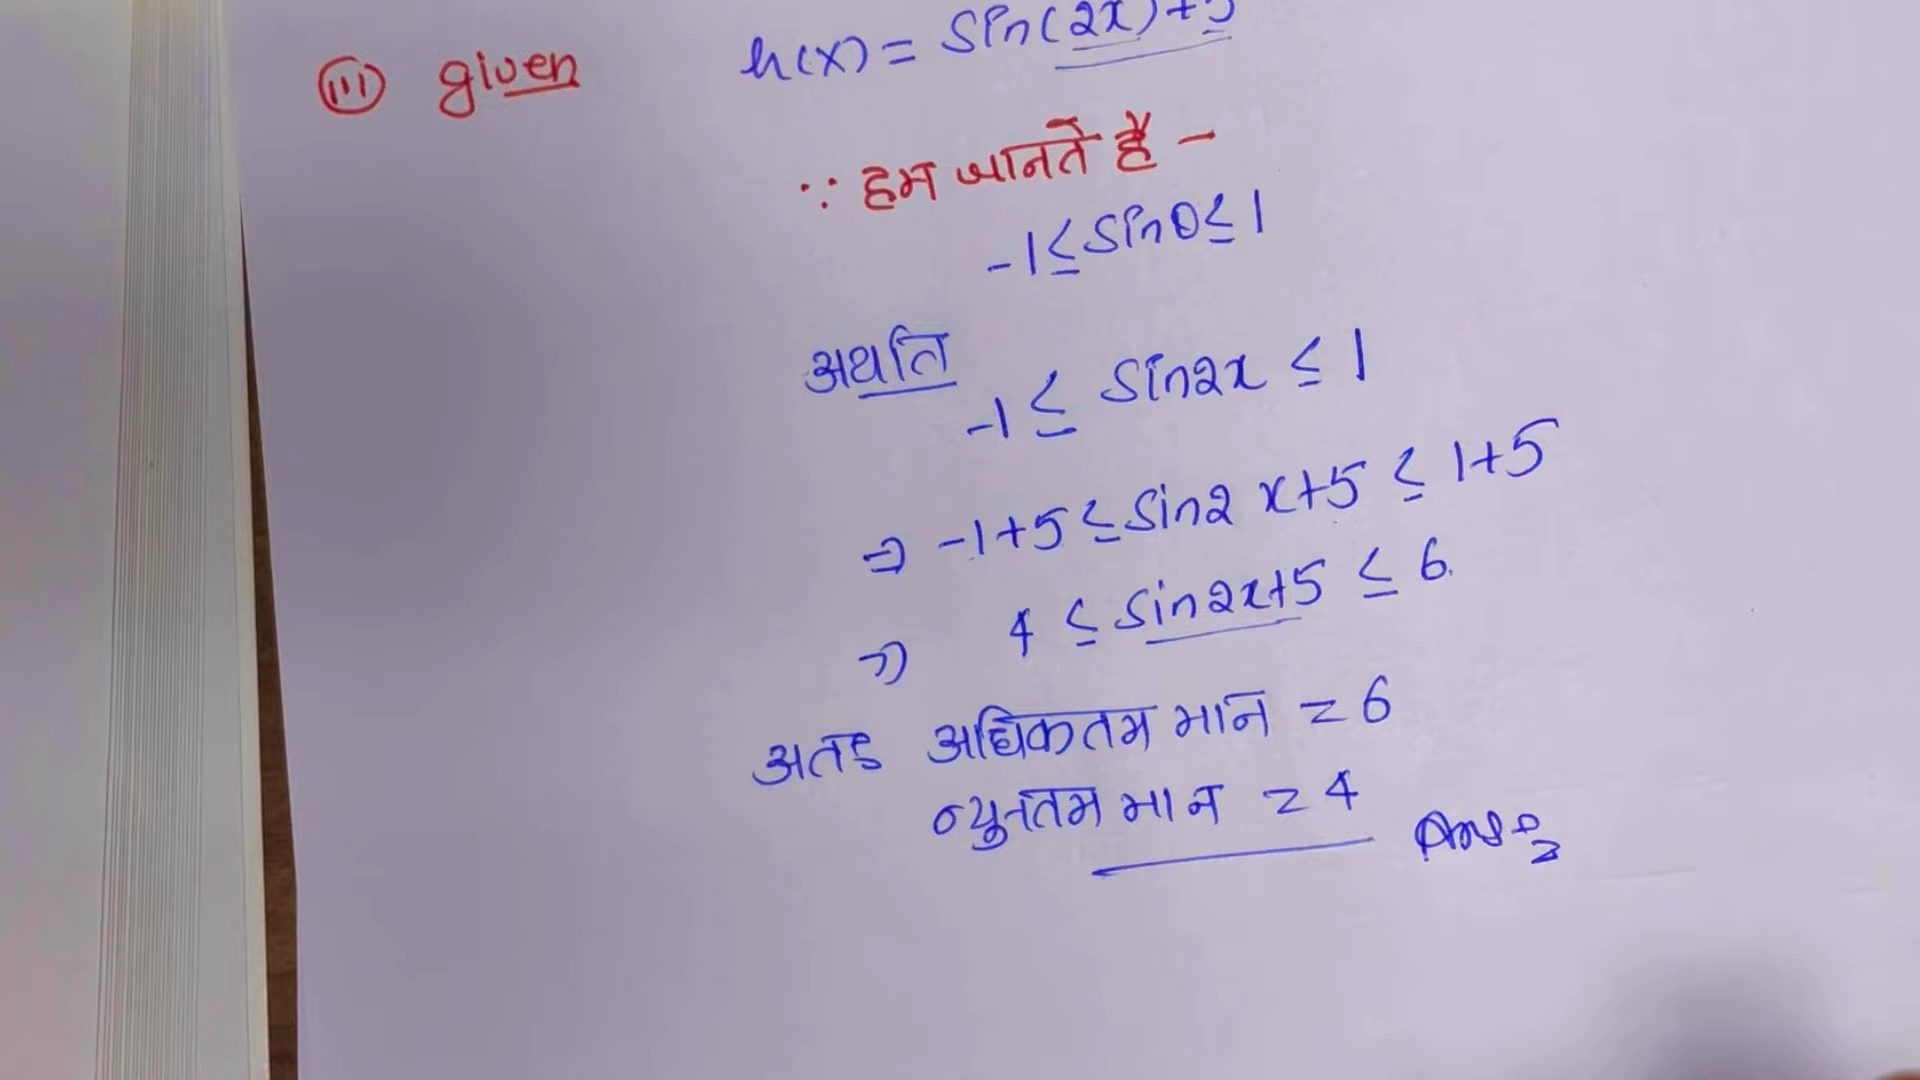 (iii) given h(x) = Sin(2x)+5
∵ हम जानते है -
-1 ≤ Sinθ ≤ 1
अर्थात -1 ≤ Sin2x ≤ 1
⇒ -1+5 ≤ Sin2x+5 ≤ 1+5
⇒ 4 ≤ Sin2x+5 ≤ 6
अतः अधिकतम मान = 6
न्यूनतम मान = 4 Ans